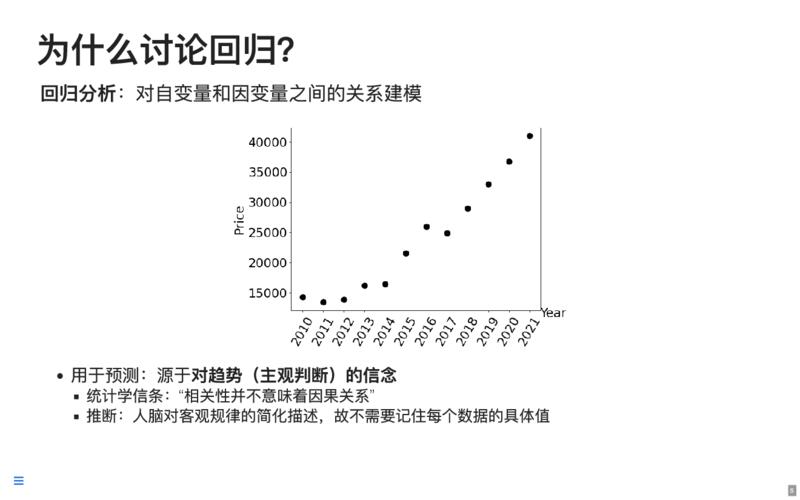 为什么讨论回归？
回归分析：对自变量和因变量之间的关系建模
40000
35000
30000
25000
20000
15000
Price
Year
2010 2011 2012 2013 2014 2015 2016 2017 2018 2019 2020 2021
• 用于预测：源于对趋势（主观判断）的信念
▪ 统计学信条：“相关性并不意味着因果关系”
▪ 推断：人脑对客观规律的简化描述，故不需要记住每个数据的具体值